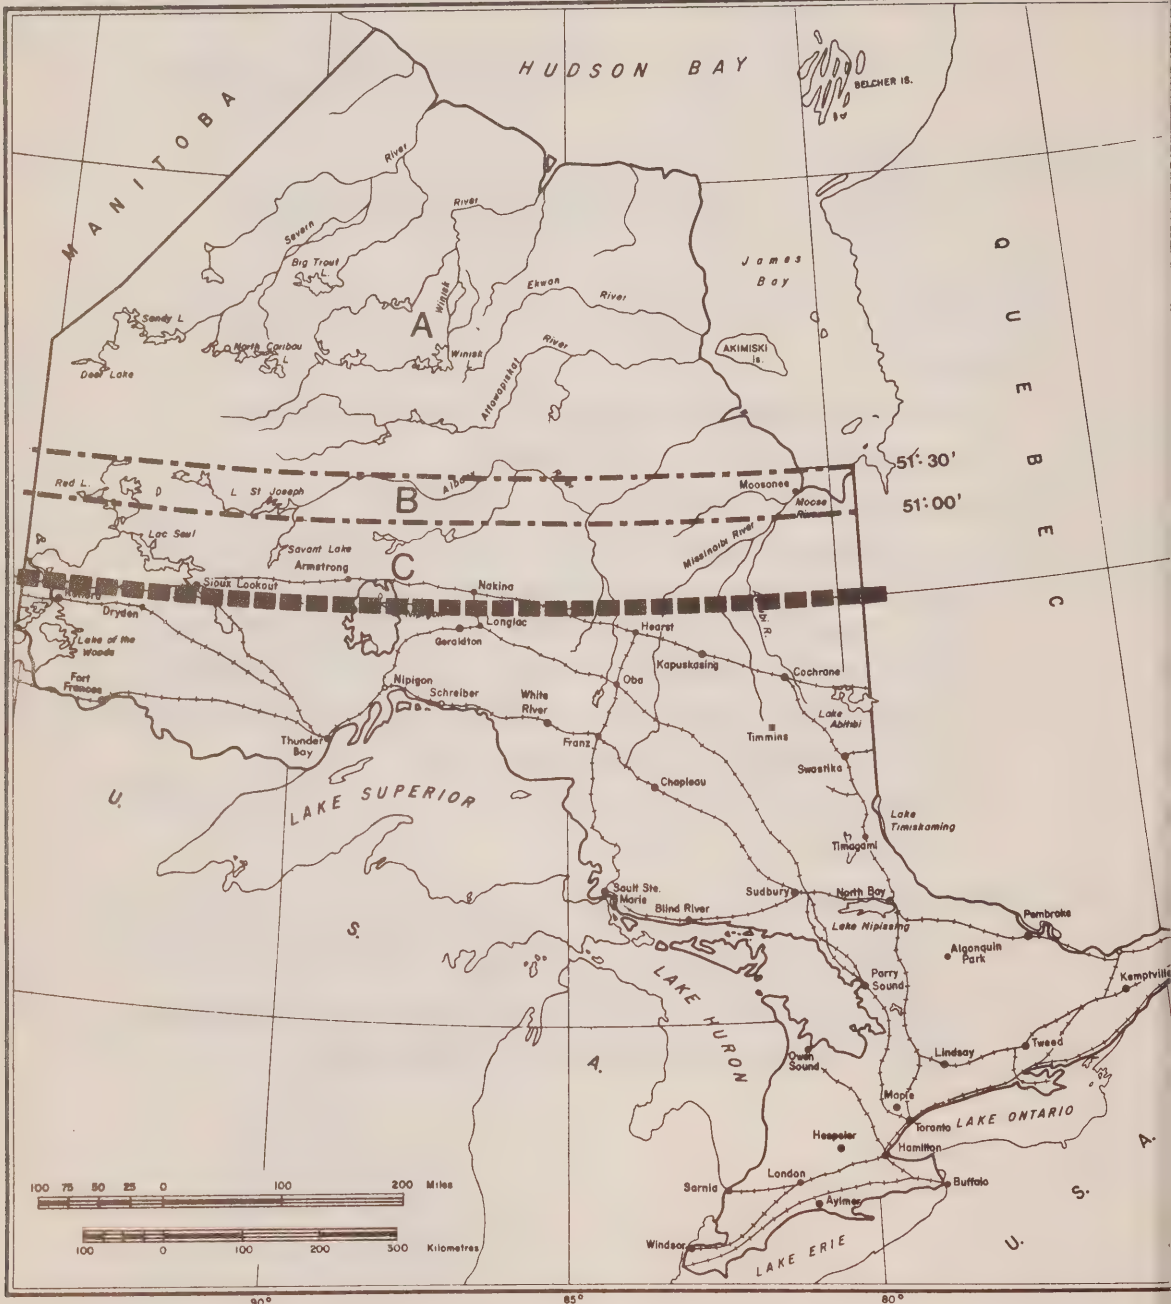 HUDSON BAY
BELCHER IS.
MANITOBA
River
Severn
River
Big Trout
L.
James
Bay
QUEBEC
Ekwan
River
Winisk
A
Sandy L
North Caribou
L
Deer Lake
Winisk
River
Attawapiskat
AKIMISKI
IS.
51°30'
Red L.
L St Joseph
Albany
B
Moosonee
Moose
River
51°00'
Missinaibi River
Lac Seul
Savant Lake
Armstrong
C
Sioux Lookout
Nakina
Kenora
Dryden
Longlac
Geraldton
Hearst
Abitibi R.
Lake of the
Woods
Kapuskasing
Cochrane
Fort
Frances
Nipigon
Schreiber
White
River
Oba
Lake
Abitibi
Thunder
Bay
Franz
Timmins
Swastika
Chapleau
U.
LAKE SUPERIOR
Lake
Timiskaming
Timagami
Sault Ste.
Marie
Blind River
Sudbury
North Bay
Lake Nipissing
Pembroke
S.
Algonquin
Park
Parry
Sound
Kemptville
LAKE HURON
A.
Owen
Sound
Lindsay
Tweed
Maple
Toronto
LAKE ONTARIO
Hespeler
Hamilton
A.
100 75 50 25 0 100 200 Miles
London
Sarnia
Aylmer
Buffalo
S.
100 0 100 200 300 Kilometres
Windsor
LAKE ERIE
U.
90°
85°
80°